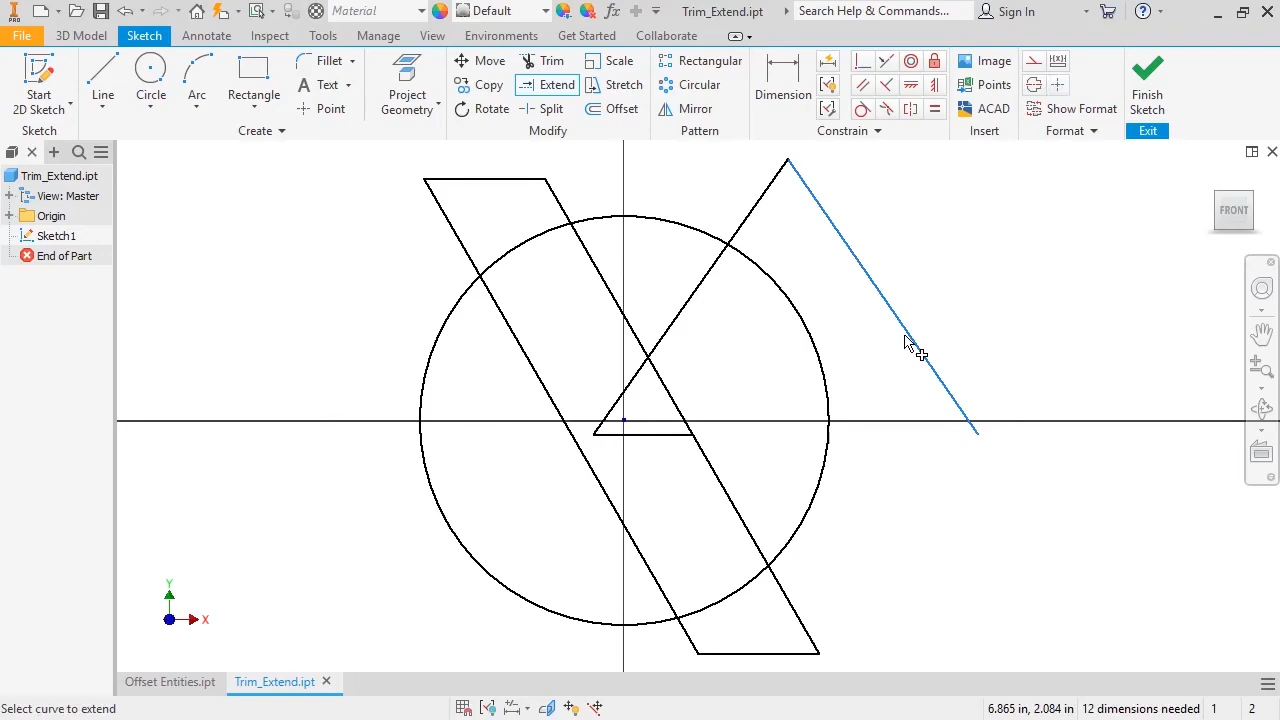 PRO
Material
Default
fx
Trim_Extend.ipt
Search Help & Commands...
Sign In
File
3D Model
Sketch
Annotate
Inspect
Tools
Manage
View
Environments
Get Started
Collaborate
Start
2D Sketch
Line
Circle
Arc
Rectangle
Fillet
Text
Point
Project
Geometry
Move
Copy
Rotate
Trim
Extend
Split
Scale
Stretch
Offset
Rectangular
Circular
Mirror
Dimension
Image
Points
ACAD
Show Format
Finish
Sketch
Sketch
Create
Modify
Pattern
Constrain
Insert
Format
Exit
Trim_Extend.ipt
View: Master
Origin
Sketch1
End of Part
FRONT
Y
X
Offset Entities.ipt
Trim_Extend.ipt
Select curve to extend
6.865 in, 2.084 in
12 dimensions needed
1
2